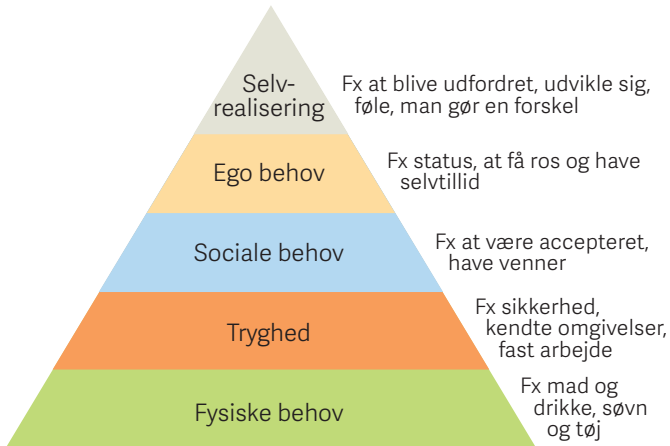 Selv-
realisering
Fx at blive udfordret, udvikle sig,
føle, man gør en forskel
Ego behov
Fx status, at få ros og have
selvtillid
Sociale behov
Fx at være accepteret,
have venner
Tryghed
Fx sikkerhed,
kendte omgivelser,
fast arbejde
Fysiske behov
Fx mad og
drikke, søvn
og tøj